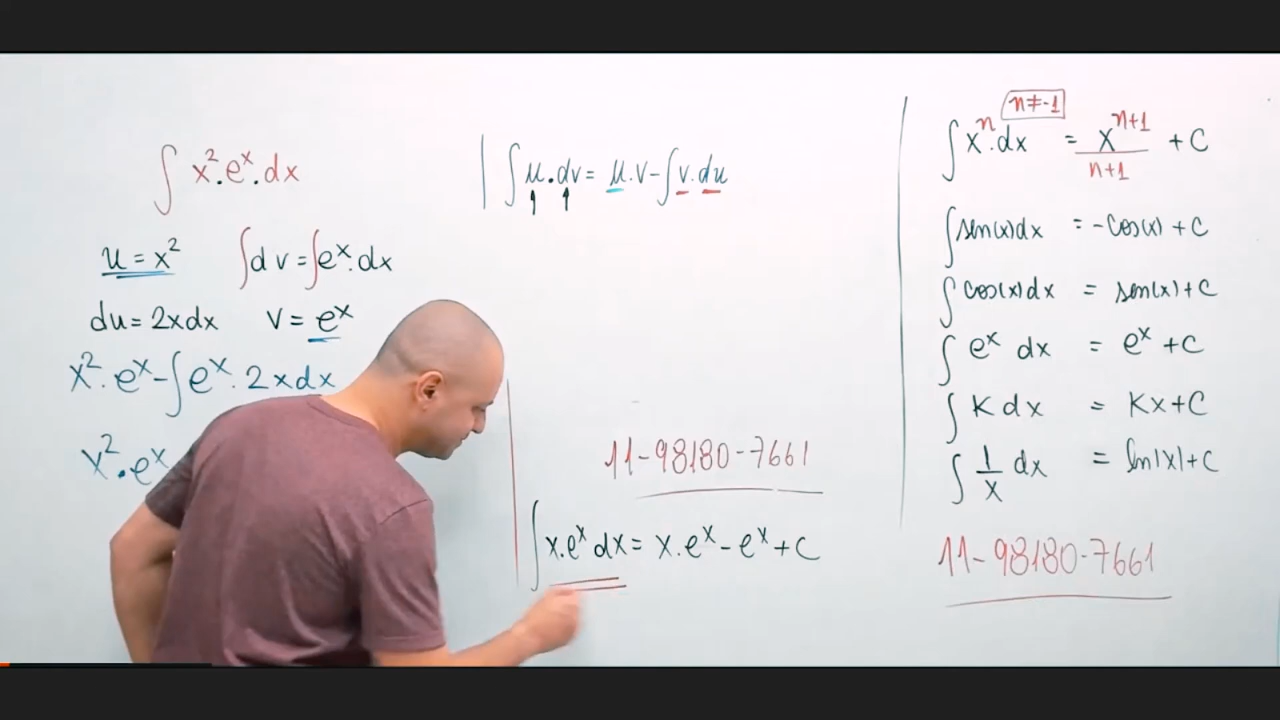 ∫ x².eˣ.dx
u = x² ∫dv = ∫eˣ.dx
du = 2xdx v = eˣ
x².eˣ - ∫eˣ.2xdx
x².eˣ
∫u.dv = u.v - ∫v.du
11-98180-7661
∫x.eˣ dx = x.eˣ - eˣ + C
n ≠ -1
∫xⁿ.dx = xⁿ⁺¹/n+1 + C
∫sen(x)dx = -cos(x) + C
∫cos(x)dx = sen(x) + C
∫eˣ dx = eˣ + C
∫K dx = Kx + C
∫1/x dx = ln|x| + C
11-98180-7661